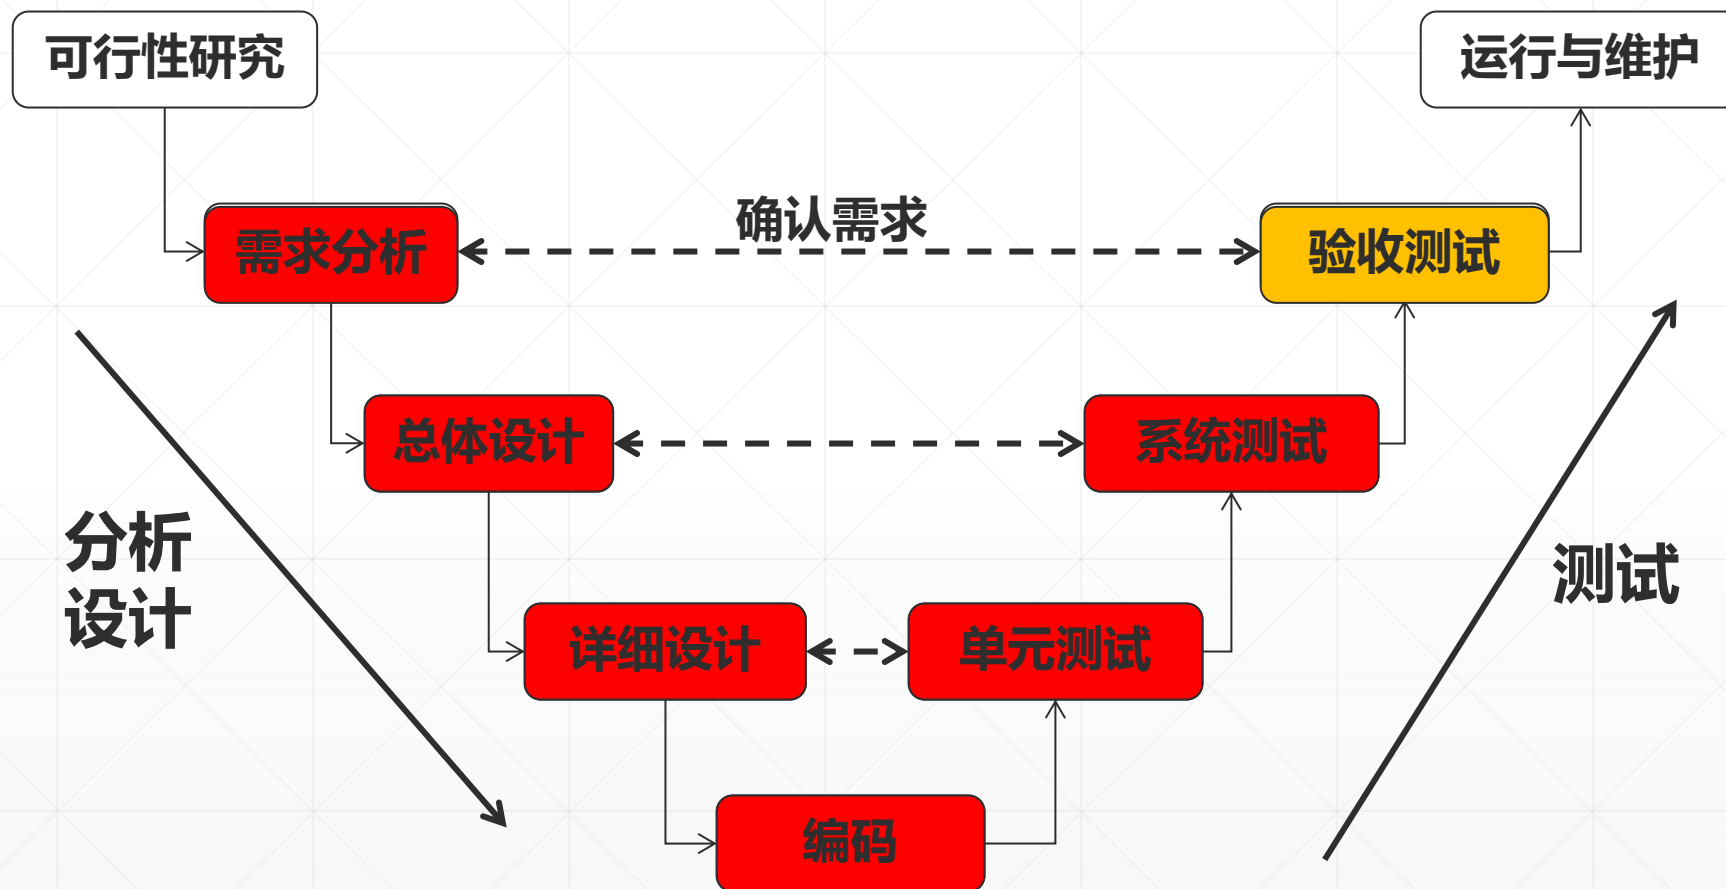 可行性研究
运行与维护
确认需求
需求分析
验收测试
总体设计
系统测试
分析
设计
测试
详细设计
单元测试
编码